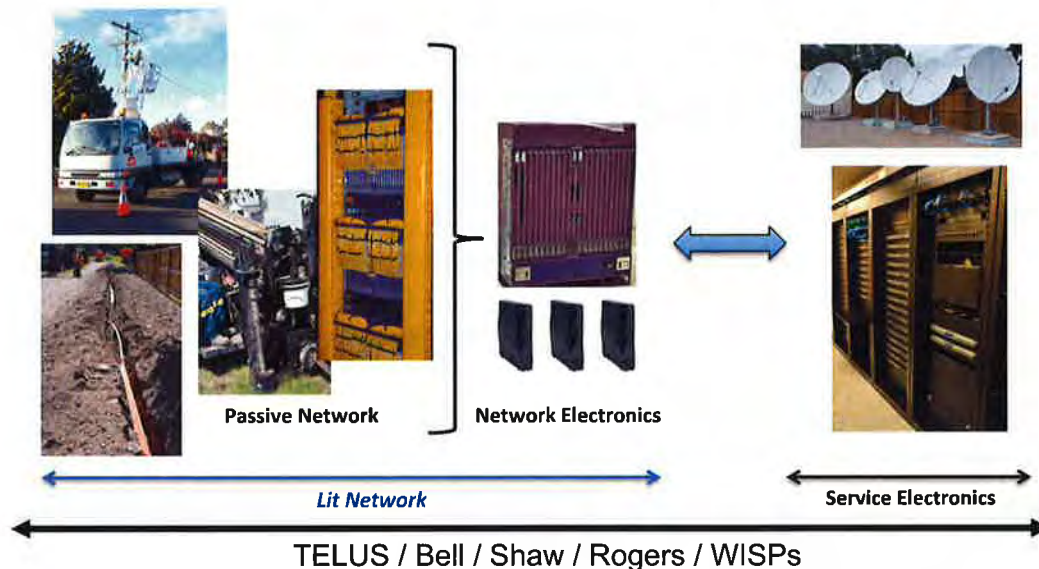 Passive Network
Network Electronics
Lit Network
Service Electronics
TELUS / Bell / Shaw / Rogers / WISPs